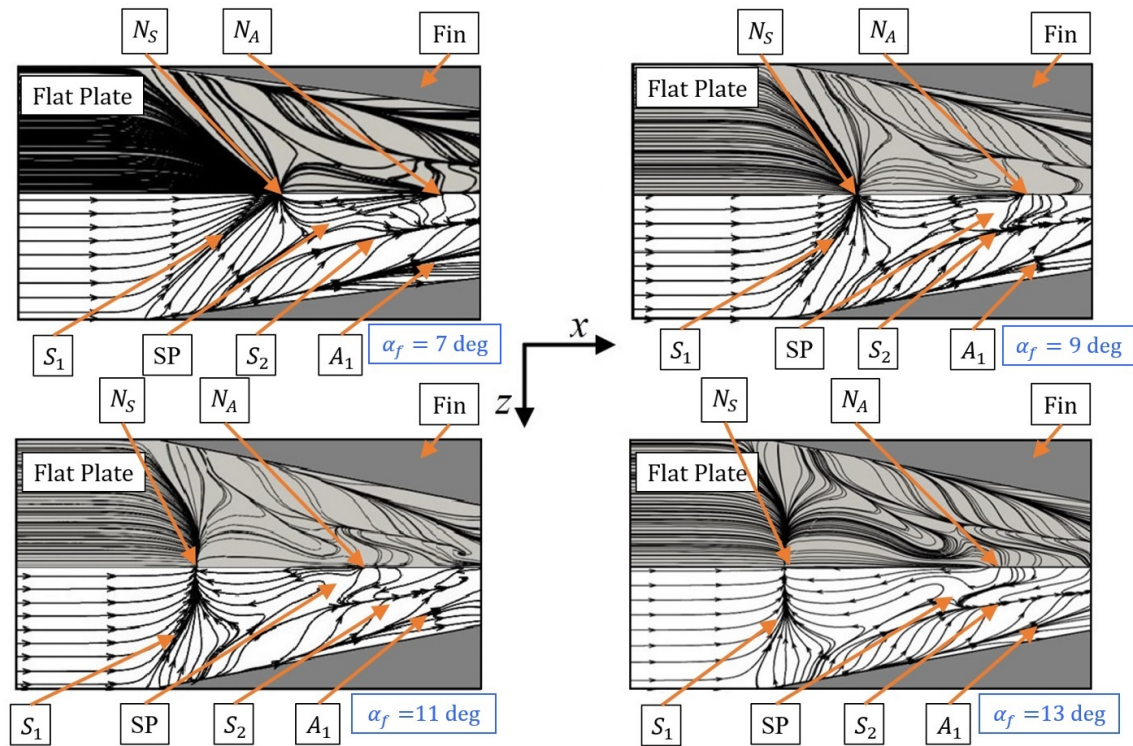 N_S N_A Fin
Flat Plate
S_1 SP S_2 A_1 α_f = 7 deg
N_S N_A Fin
Flat Plate
S_1 SP S_2 A_1 α_f = 9 deg
x
z
N_S N_A Fin
Flat Plate
S_1 SP S_2 A_1 α_f =11 deg
N_S N_A Fin
Flat Plate
S_1 SP S_2 A_1 α_f =13 deg